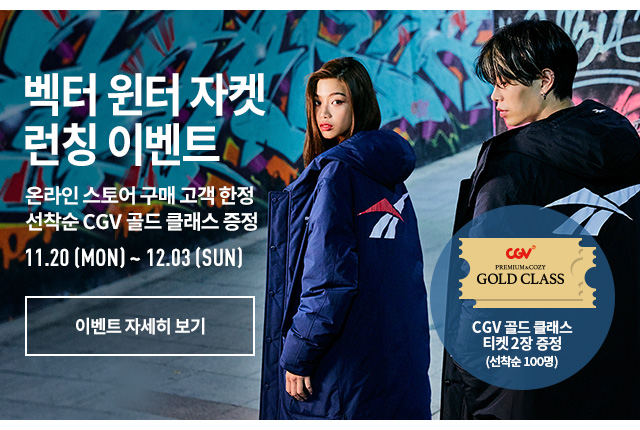 벡터 윈터 자켓
런칭 이벤트
온라인 스토어 구매 고객 한정
선착순 CGV 골드 클래스 증정
11.20 (MON) ~ 12.03 (SUN)
이벤트 자세히 보기
CGV
PREMIUM&COZY
GOLD CLASS
CGV 골드 클래스
티켓 2장 증정
(선착순 100명)